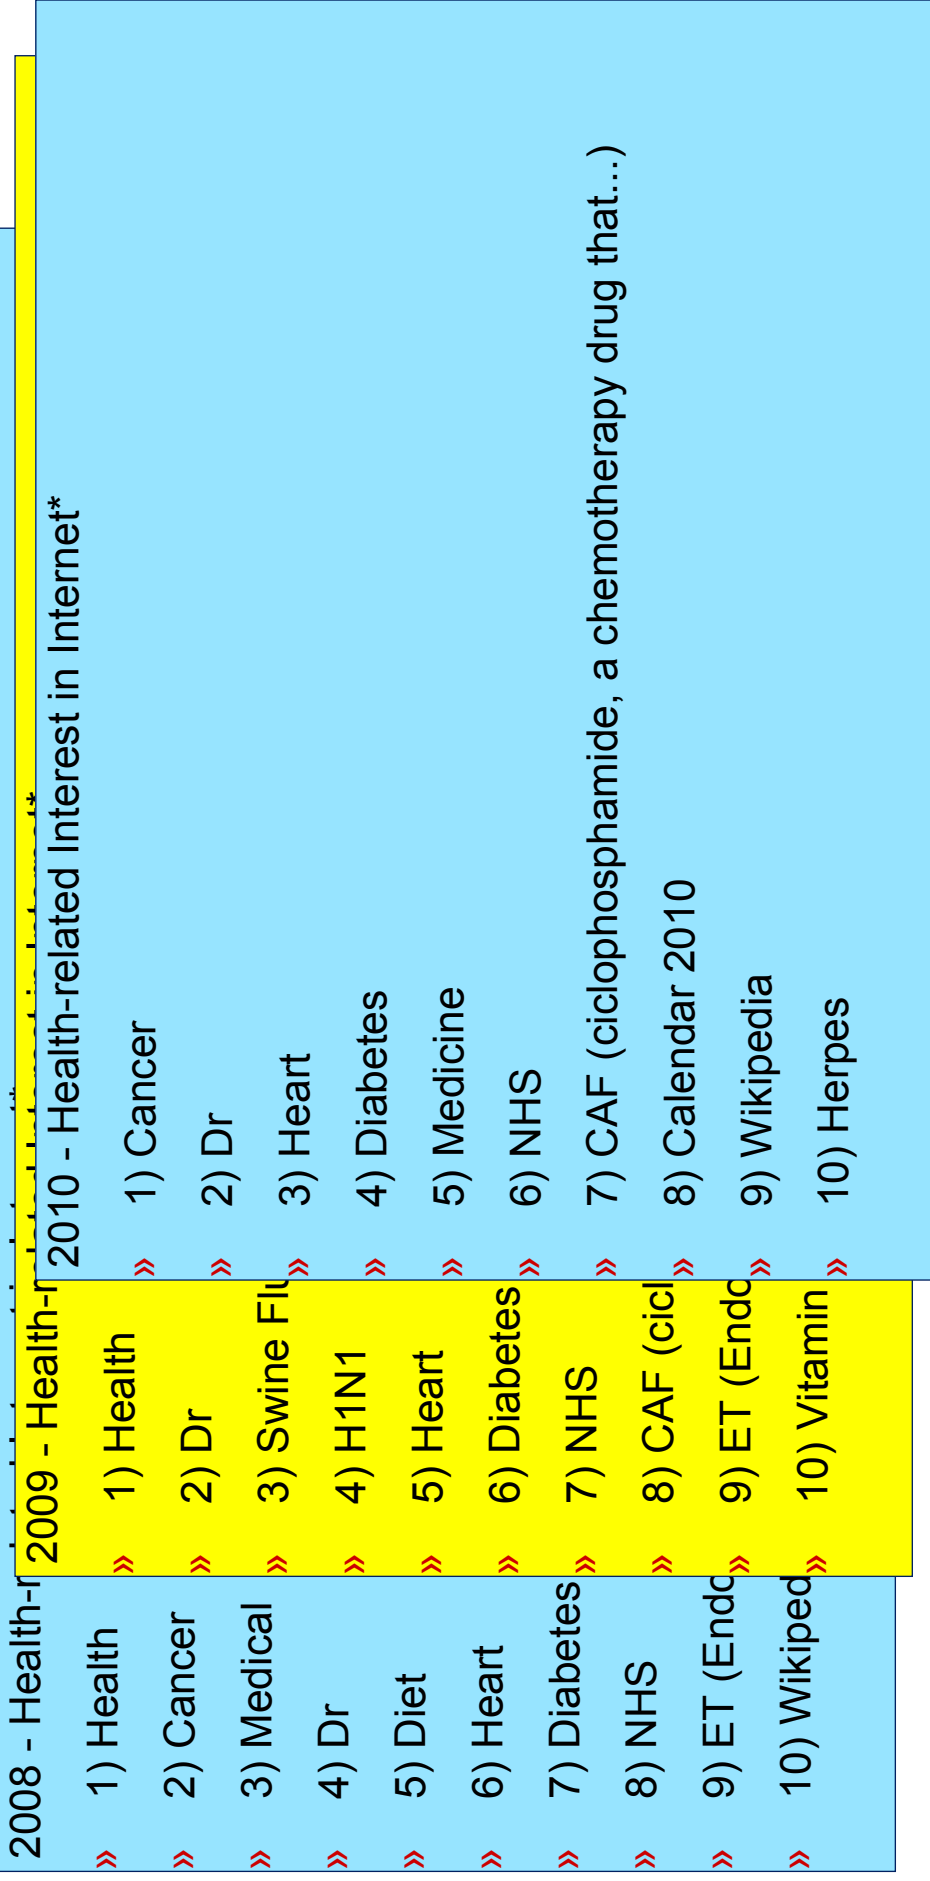 2008 - Health-r
» 1) Health
» 2) Cancer
» 3) Medical
» 4) Dr
» 5) Diet
» 6) Heart
» 7) Diabetes
» 8) NHS
» 9) ET (Endo
» 10) Wikiped
2009 - Health-r
» 1) Health
» 2) Dr
» 3) Swine Flu
» 4) H1N1
» 5) Heart
» 6) Diabetes
» 7) NHS
» 8) CAF (cicl
» 9) ET (Endo
» 10) Vitamin
2010 - Health-related Interest in Internet*
» 1) Cancer
» 2) Dr
» 3) Heart
» 4) Diabetes
» 5) Medicine
» 6) NHS
» 7) CAF (ciclophosphamide, a chemotherapy drug that...)
» 8) Calendar 2010
» 9) Wikipedia
» 10) Herpes